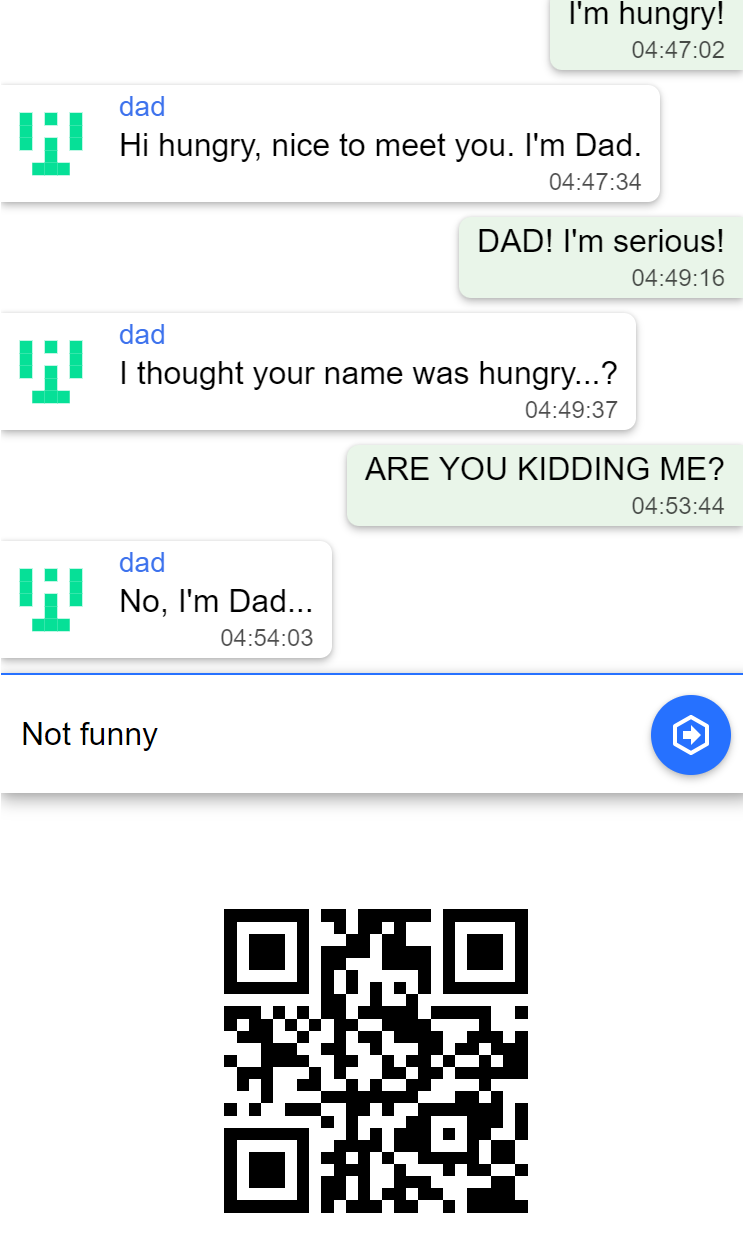 I'm hungry!
04:47:02
dad
Hi hungry, nice to meet you. I'm Dad.
04:47:34
DAD! I'm serious!
04:49:16
dad
I thought your name was hungry...?
04:49:37
ARE YOU KIDDING ME?
04:53:44
dad
No, I'm Dad...
04:54:03
Not funny